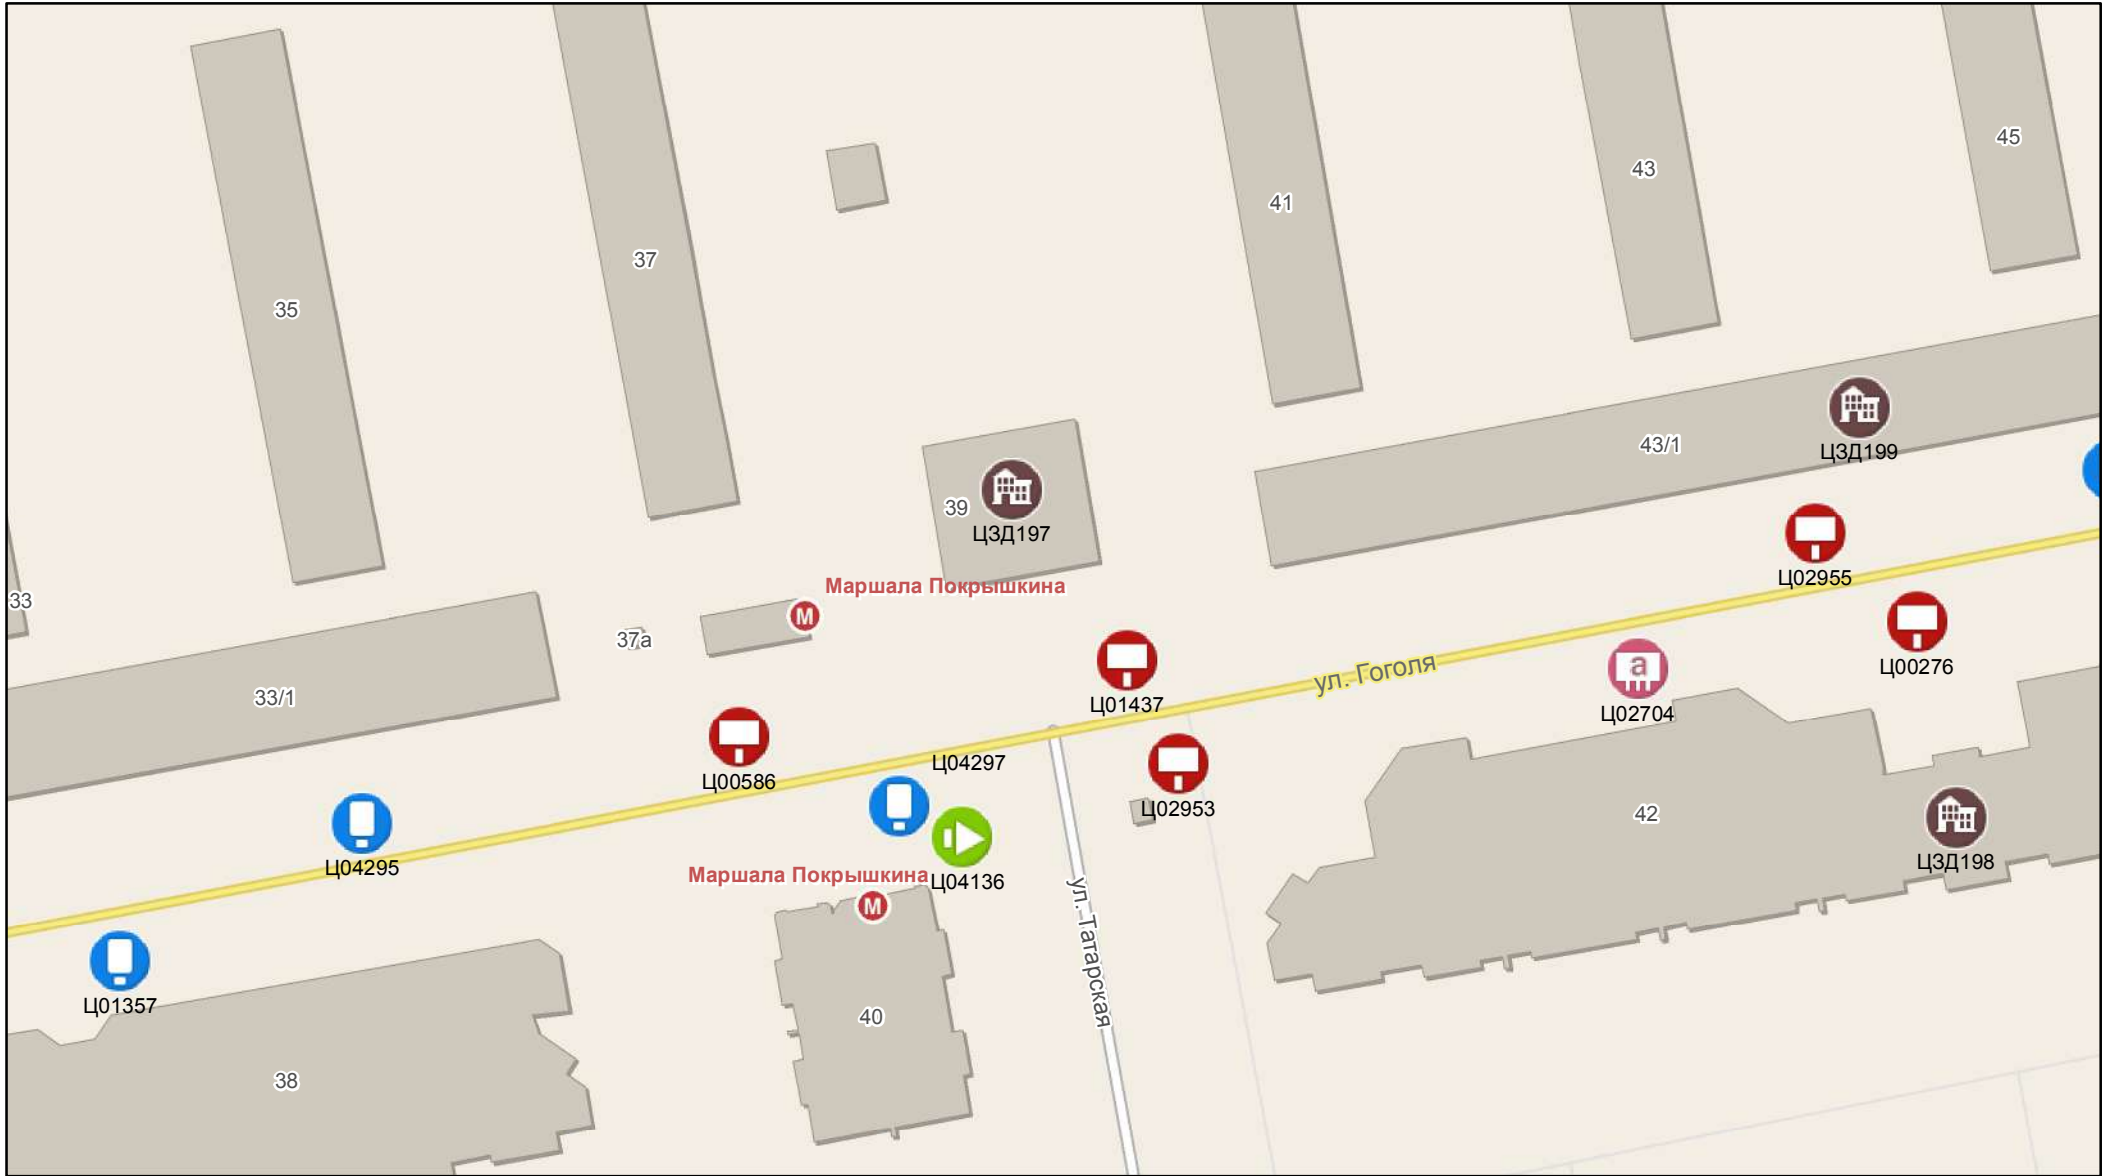 45
43
41
37
35
43/1
ЦЗД199
39
ЦЗД197
Ц02955
Маршала Покрышкина
М
33
37а
Ц00276
а
Ц02704
ул. Гоголя
33/1
Ц01437
Ц04297
Ц00586
Ц02953
42
ЦЗД198
Ц04295
Маршала Покрышкина
М
Ц04136
ул. Татарская
Ц01357
40
38